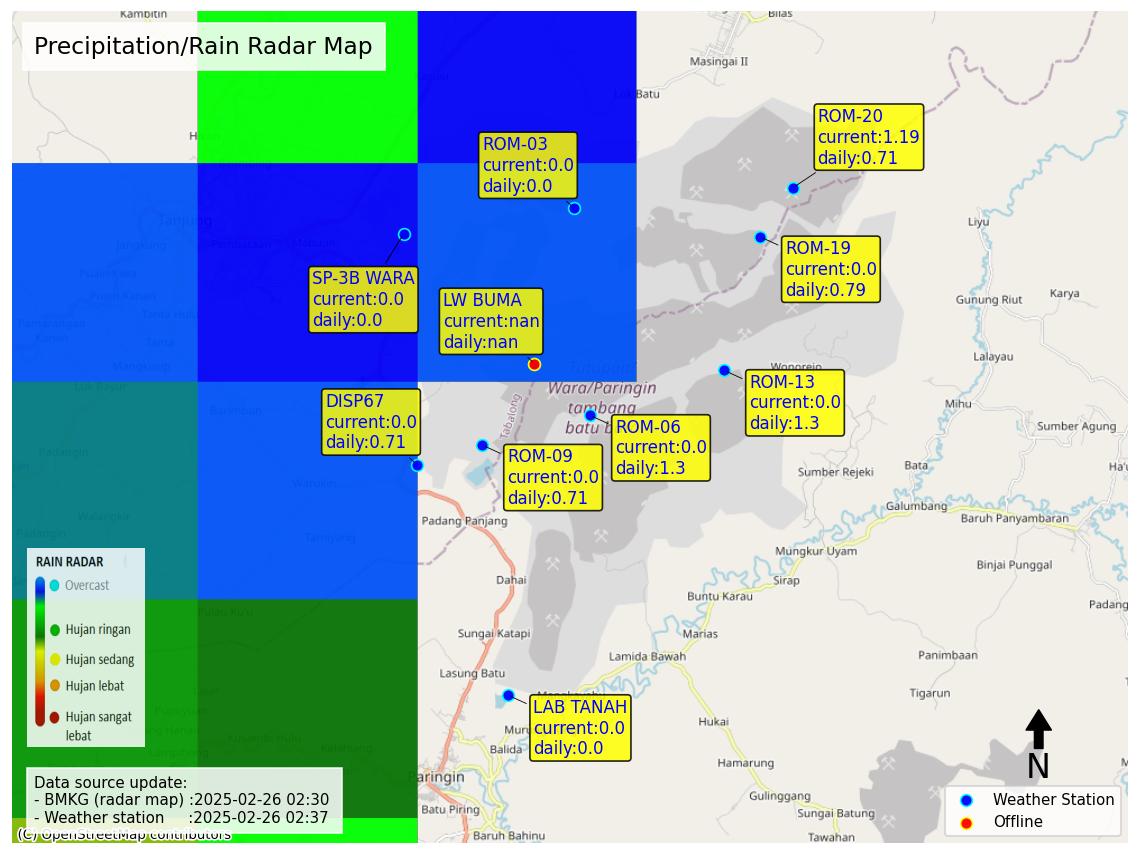 Kambitin
Bilas
Precipitation/Rain Radar Map
Masingai II
Luk Batu
ROM-20
current:1.19
daily:0.71
ROM-03
current:0.0
daily:0.0
Tanjung
Liyu
ROM-19
current:0.0
daily:0.79
SP-3B WARA
current:0.0
daily:0.0
LW BUMA
current:nan
daily:nan
Gunung Riut
Karya
Lalayau
Wonorejo
Tutupan/
Wara/Paringin
tambang
batu
ROM-13
current:0.0
daily:1.3
Mihu
DISP67
current:0.0
daily:0.71
Tabalong
ROM-06
current:0.0
daily:1.3
Sumber Agung
ROM-09
current:0.0
daily:0.71
Bata
Sumber Rejeki
Galumbang
Padang Panjang
Baruh Panyambaran
Mungkur Uyam
Binjai Punggal
RAIN RADAR
Overcast
Hujan ringan
Hujan sedang
Hujan lebat
Hujan sangat
lebat
Dahai
Sirap
Buntu Karau
Padang
Sungai Katapi
Marias
Lamida Bawah
Panimbaan
Lasung Batu
Tigarun
LAB TANAH
current:0.0
daily:0.0
Hukai
Balida
Hamarung
N
Paringin
Data source update:
- BMKG (radar map) :2025-02-26 02:30
- Weather station :2025-02-26 02:37
Gulinggang
Batu Piring
Sungai Batung
Weather Station
Offline
(C) OpenStreetMap contributors
Baruh Bahinu
Tawahan